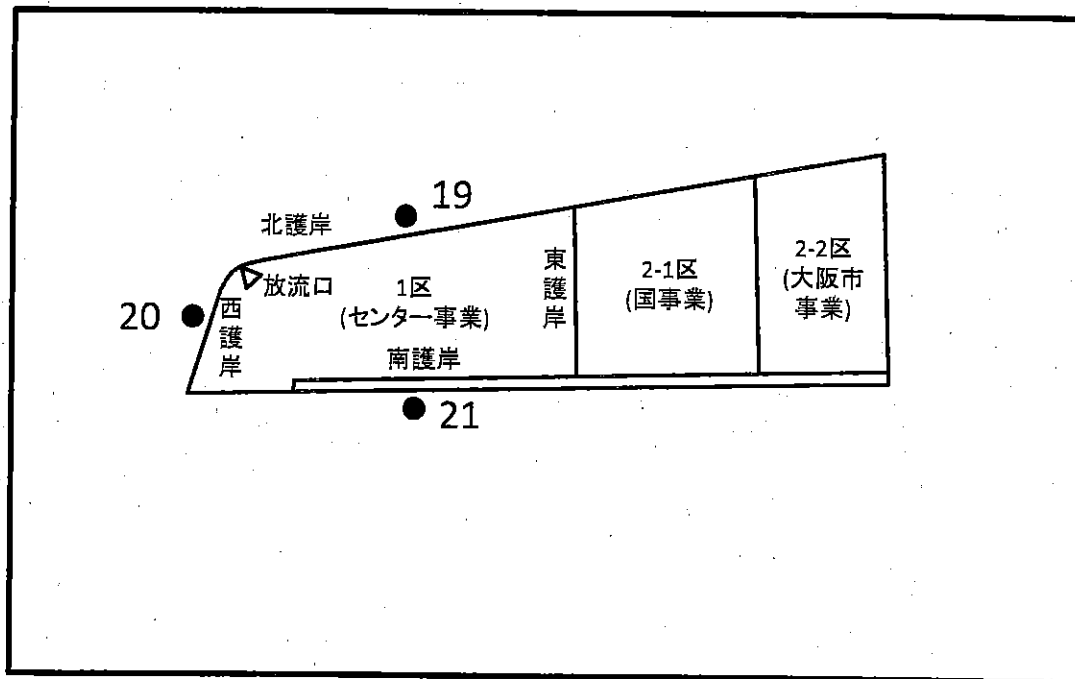 19
北護岸
放流口
20
西護岸
1区
(センター事業)
南護岸
東護岸
2-1区
(国事業)
2-2区
(大阪市
事業)
21